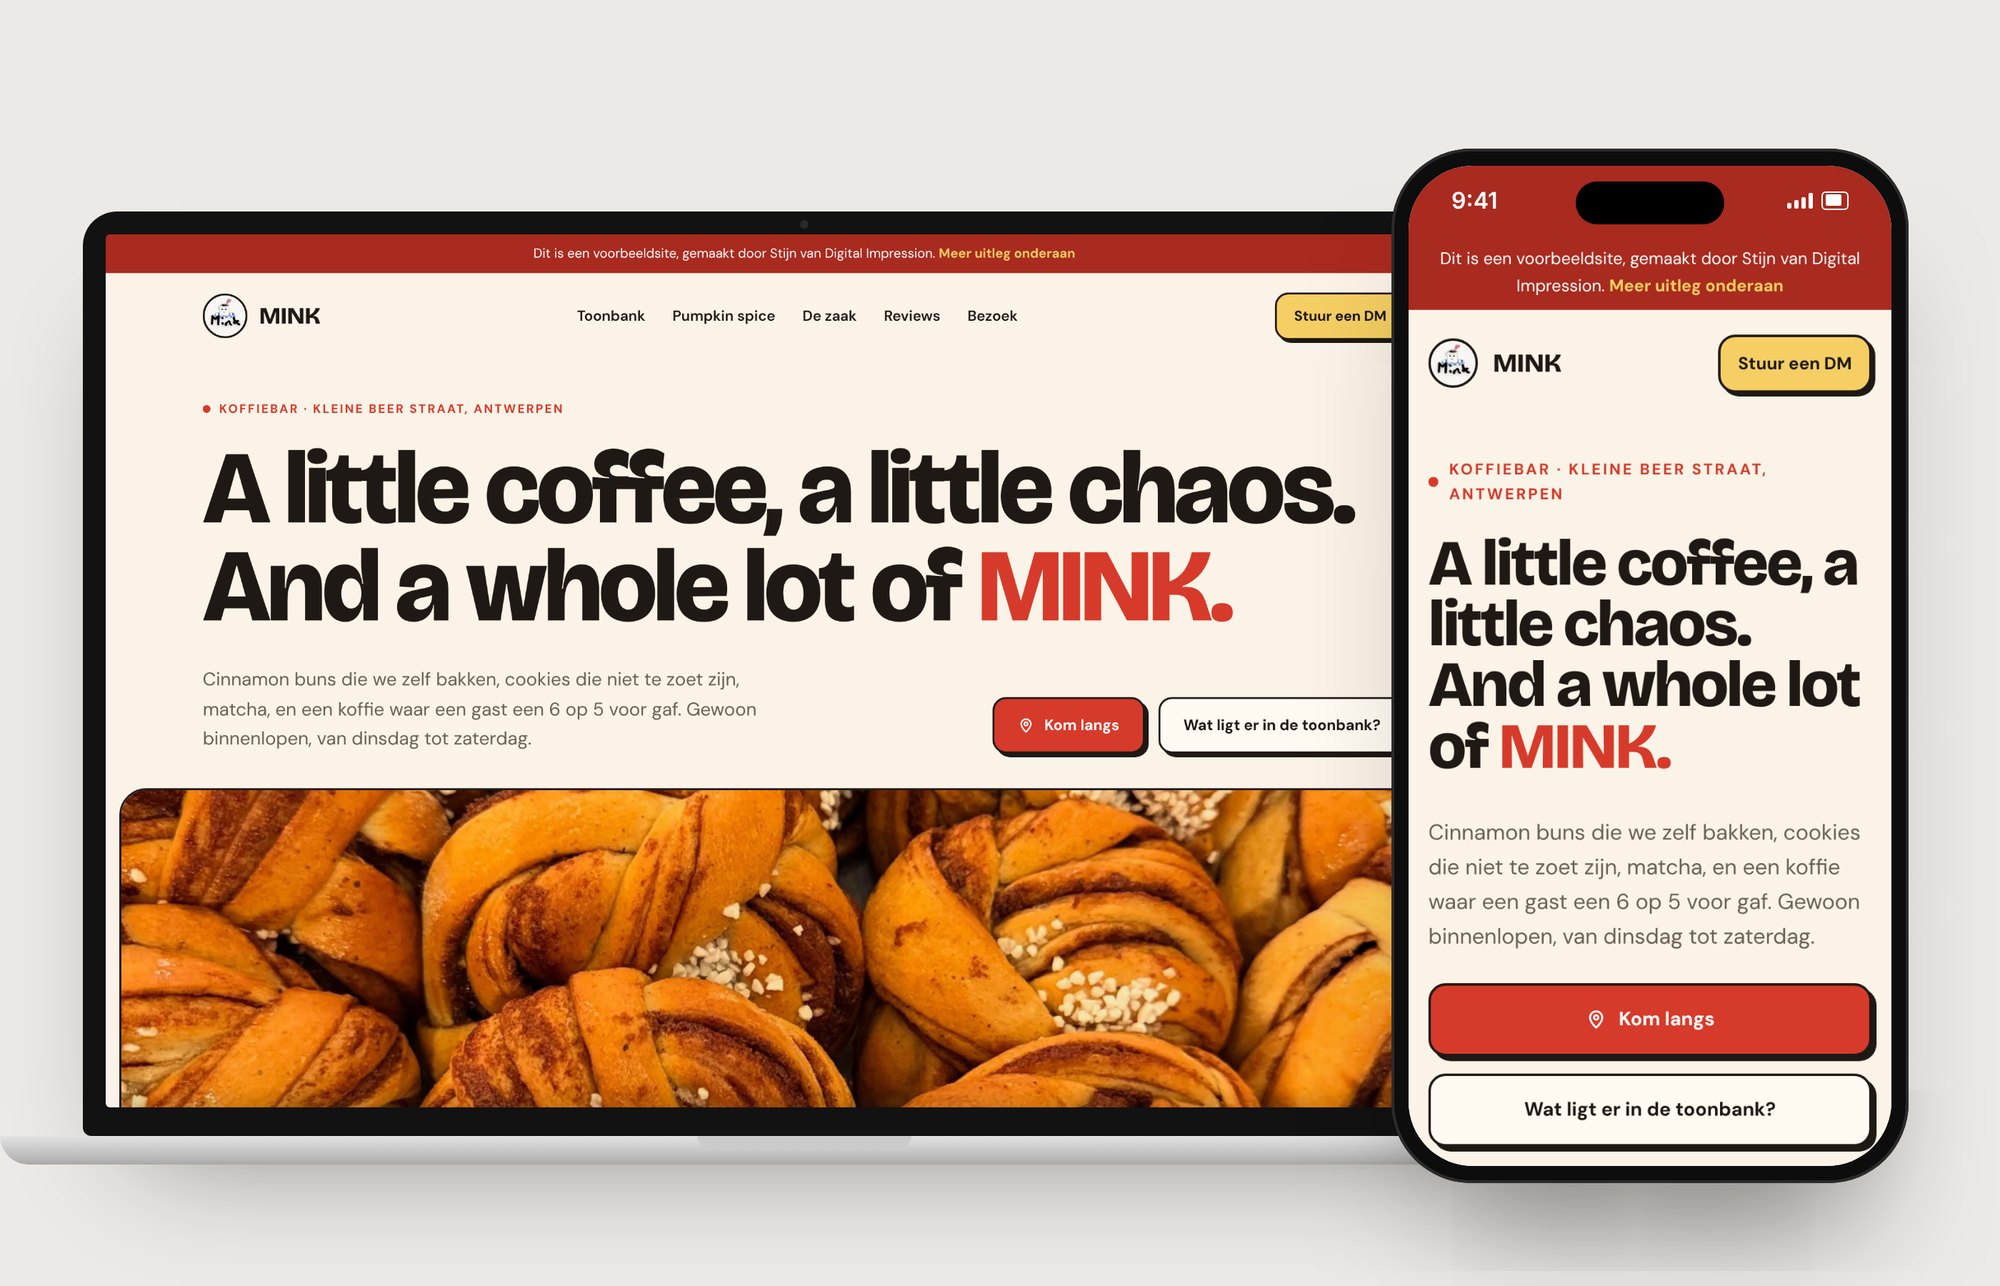 Dit is een voorbeeldsite, gemaakt door Stijn van Digital Impression. Meer uitleg onderaan
Mink
MINK
Toonbank
Pumpkin spice
De zaak
Reviews
Bezoek
Stuur een DM
KOFFIEBAR · KLEINE BEER STRAAT, ANTWERPEN
A little coffee, a little chaos.
And a whole lot of MINK.
Cinnamon buns die we zelf bakken, cookies die niet te zoet zijn,
matcha, en een koffie waar een gast een 6 op 5 voor gaf. Gewoon
binnenlopen, van dinsdag tot zaterdag.
Kom langs
Wat ligt er in de toonbank?
9:41
Dit is een voorbeeldsite, gemaakt door Stijn van Digital
Impression. Meer uitleg onderaan
Mink
MINK
Stuur een DM
KOFFIEBAR · KLEINE BEER STRAAT,
ANTWERPEN
A little coffee, a
little chaos.
And a whole lot
of MINK.
Cinnamon buns die we zelf bakken, cookies
die niet te zoet zijn, matcha, en een koffie
waar een gast een 6 op 5 voor gaf. Gewoon
binnenlopen, van dinsdag tot zaterdag.
Kom langs
Wat ligt er in de toonbank?